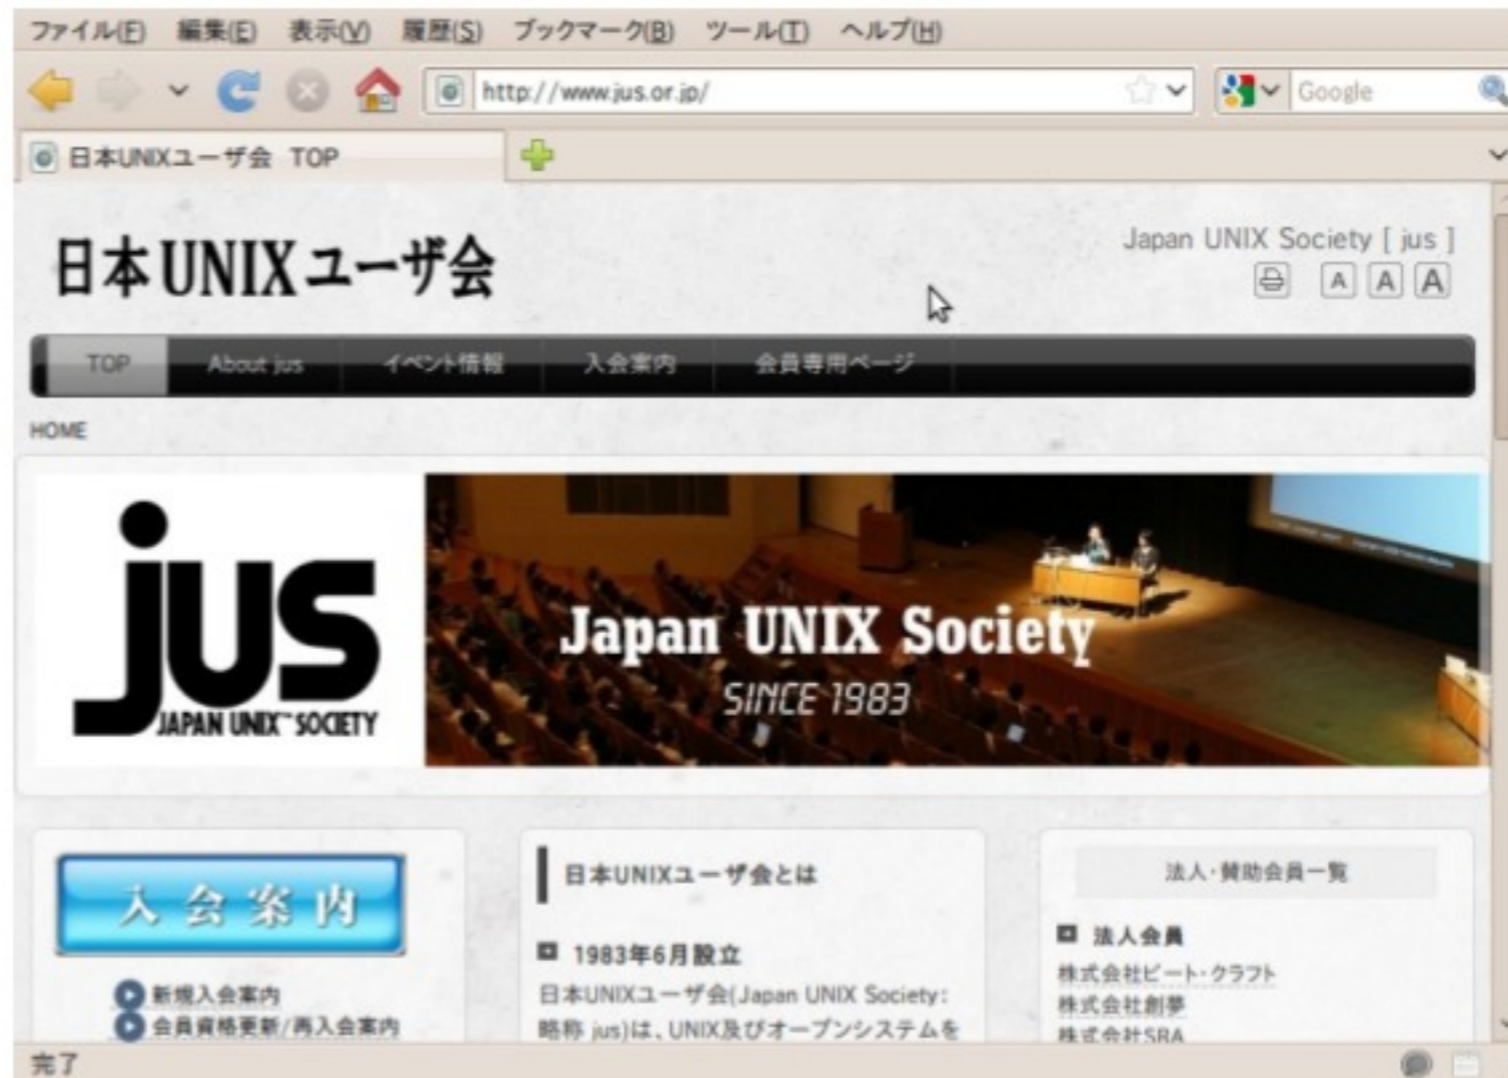 ファイル(F) 編集(E) 表示(V) 履歴(S) ブックマーク(B) ツール(T) ヘルプ(H)
http://www.jus.or.jp/ Google
日本UNIXユーザ会 TOP
日本UNIXユーザ会
Japan UNIX Society [ jus ]
A A A
TOP About jus イベント情報 入会案内 会員専用ページ
HOME
jus
JAPAN UNIX™ SOCIETY
Japan UNIX Society
SINCE 1983
入会案内
新規入会案内
会員資格更新/再入会案内
日本UNIXユーザ会とは
1983年6月設立
日本UNIXユーザ会(Japan UNIX Society:
略称 jus)は、UNIX及びオープンシステムを
法人・賛助会員一覧
法人会員
株式会社ビート・クラフト
株式会社創夢
株式会社SRA
完了